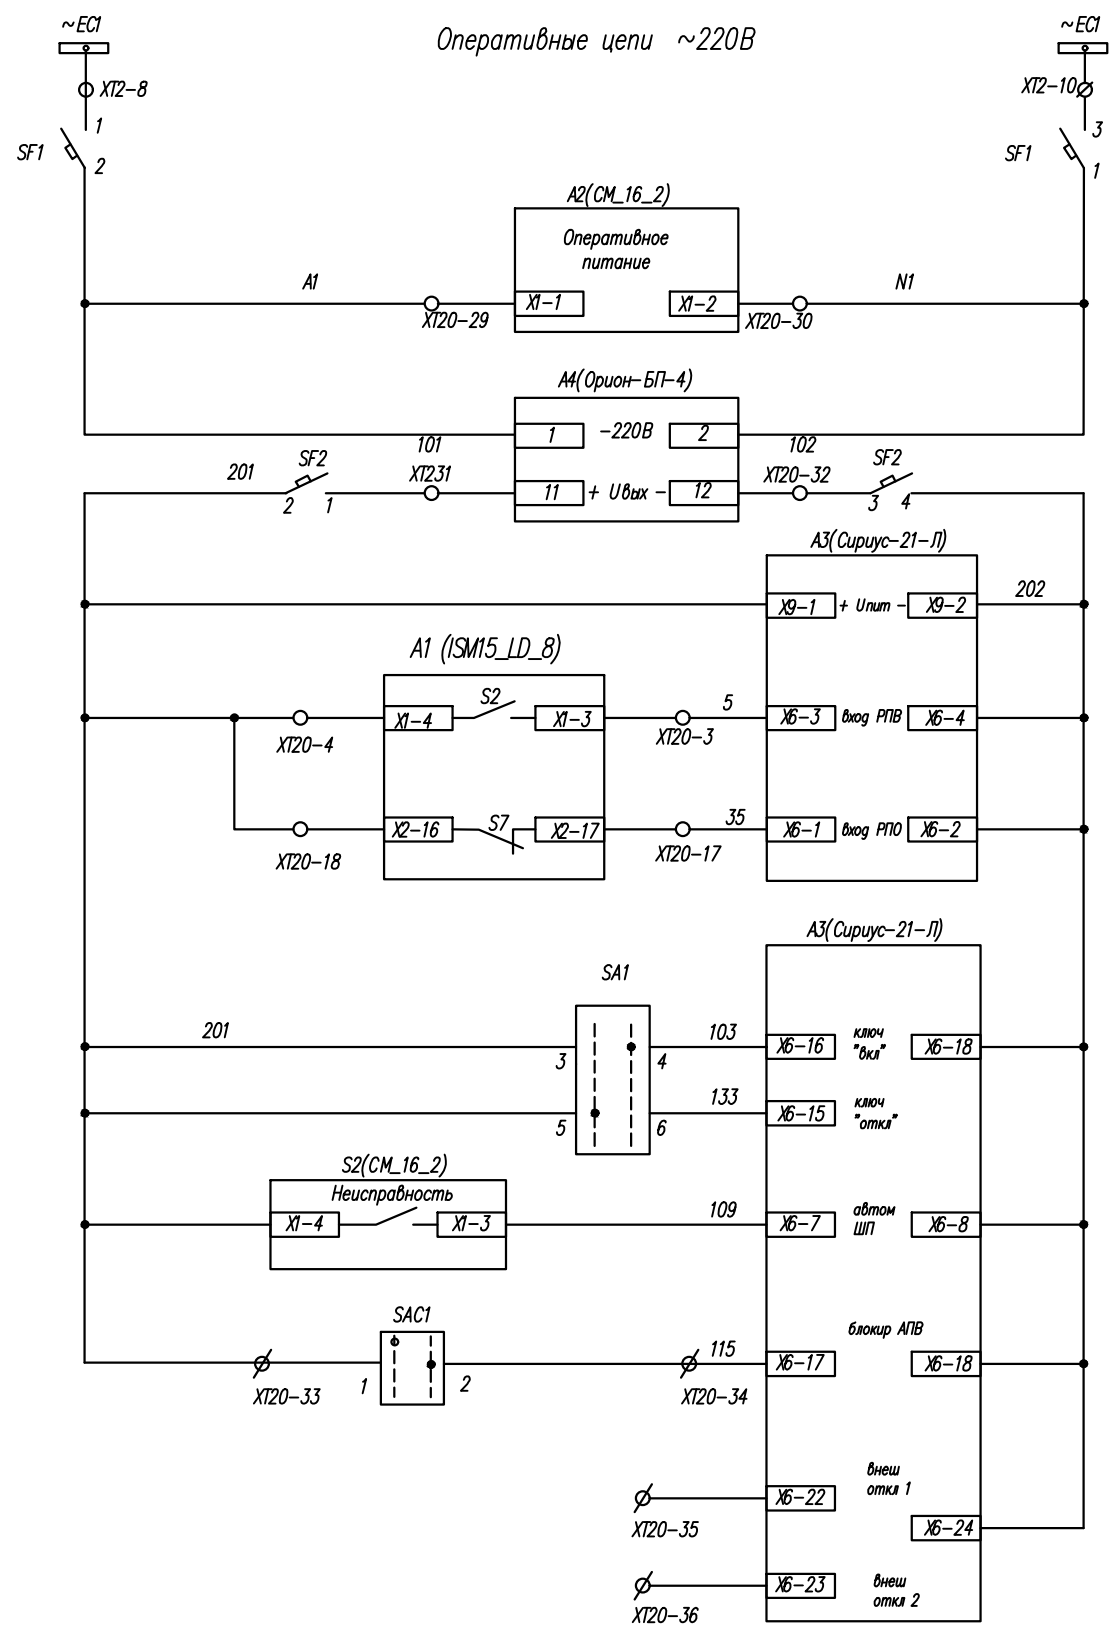 ~EC1
Оперативные цепи ~220В
~EC1
XT2-8
XT2-10
1
3
SF1
2
SF1
1
A2(CM_16_2)
Оперативное
питание
A1
N1
X1-1
X1-2
XT20-29
XT20-30
A4(Орион-БП-4)
1
-220В
2
101
102
201
SF2
XT231
XT20-32
SF2
11
+ Uвых -
12
2
1
3
4
A3(Сириус-21-Л)
202
X9-1
+ Uпит -
X9-2
A1 (ISM15_LD_8)
S2
5
X1-4
X1-3
X6-3
вход РПВ
X6-4
XT20-4
XT20-3
S7
35
X2-16
X2-17
X6-1
вход РПО
X6-2
XT20-18
XT20-17
A3(Сириус-21-Л)
SA1
201
103
X6-16
ключ
"вкл"
X6-18
3
4
133
X6-15
ключ
"откл"
5
6
S2(CM_16_2)
Неисправность
X1-4
X1-3
109
X6-7
автом
ШП
X6-8
SAC1
блокир АПВ
115
X6-17
X6-18
1
2
XT20-33
XT20-34
внеш
откл 1
X6-22
XT20-35
X6-24
X6-23
внеш
откл 2
XT20-36